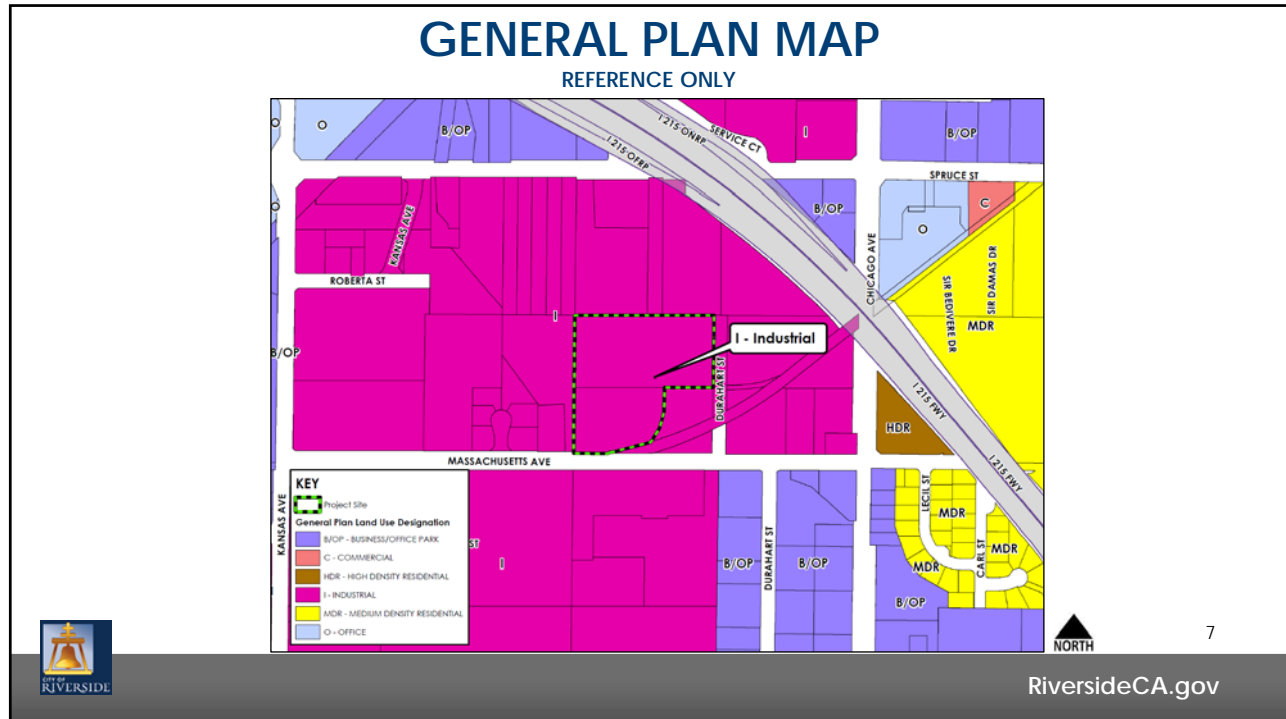 GENERAL PLAN MAP
REFERENCE ONLY
O
O
B/OP
I 215 ONRP
SERVICE CT
I
B/OP
I 215 OFRP
SPRUCE ST
O
KANSAS AVE
B/OP
CHICAGO AVE
O
C
ROBERTA ST
SIR BEDIVERE DR
SIR DAMAS DR
MDR
I
I - Industrial
B/OP
DURAHART ST
I 215 FWY
HDR
MASSACHUSETTS AVE
I 215 FWY
KANSAS AVE
ST
I
B/OP
DURAHART ST
B/OP
LECIL ST
MDR
CARL ST
MDR
MDR
B/OP
KEY
Project Site
General Plan Land Use Designation
B/OP - BUSINESS/OFFICE PARK
C - COMMERCIAL
HDR - HIGH DENSITY RESIDENTIAL
I - INDUSTRIAL
MDR - MEDIUM DENSITY RESIDENTIAL
O - OFFICE
NORTH
7
CITY OF
RIVERSIDE
RiversideCA.gov